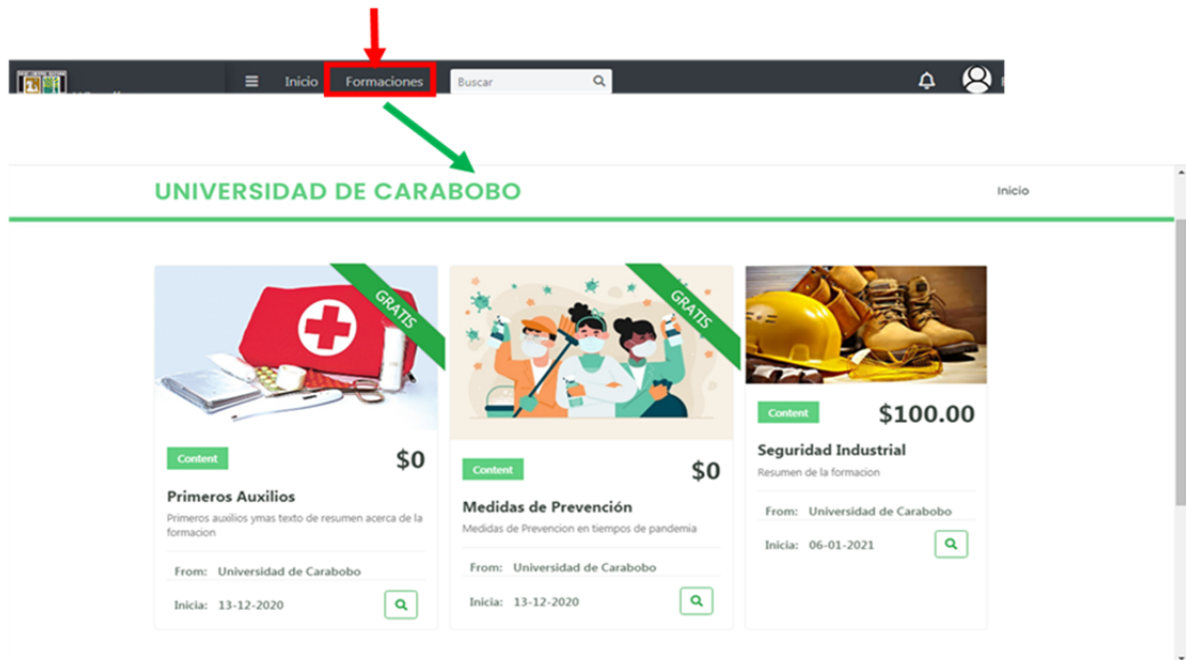 Inicio
Formaciones
Buscar
UNIVERSIDAD DE CARABOBO
Inicio
GRATIS
Content
$0
Primeros Auxilios
Primeros auxilios ymas texto de resumen acerca de la
formacion
From: Universidad de Carabobo
Inicia: 13-12-2020
GRATIS
Content
$0
Medidas de Prevención
Medidas de Prevencion en tiempos de pandemia
From: Universidad de Carabobo
Inicia: 13-12-2020
Content
$100.00
Seguridad Industrial
Resumen de la formacion
From: Universidad de Carabobo
Inicia: 06-01-2021